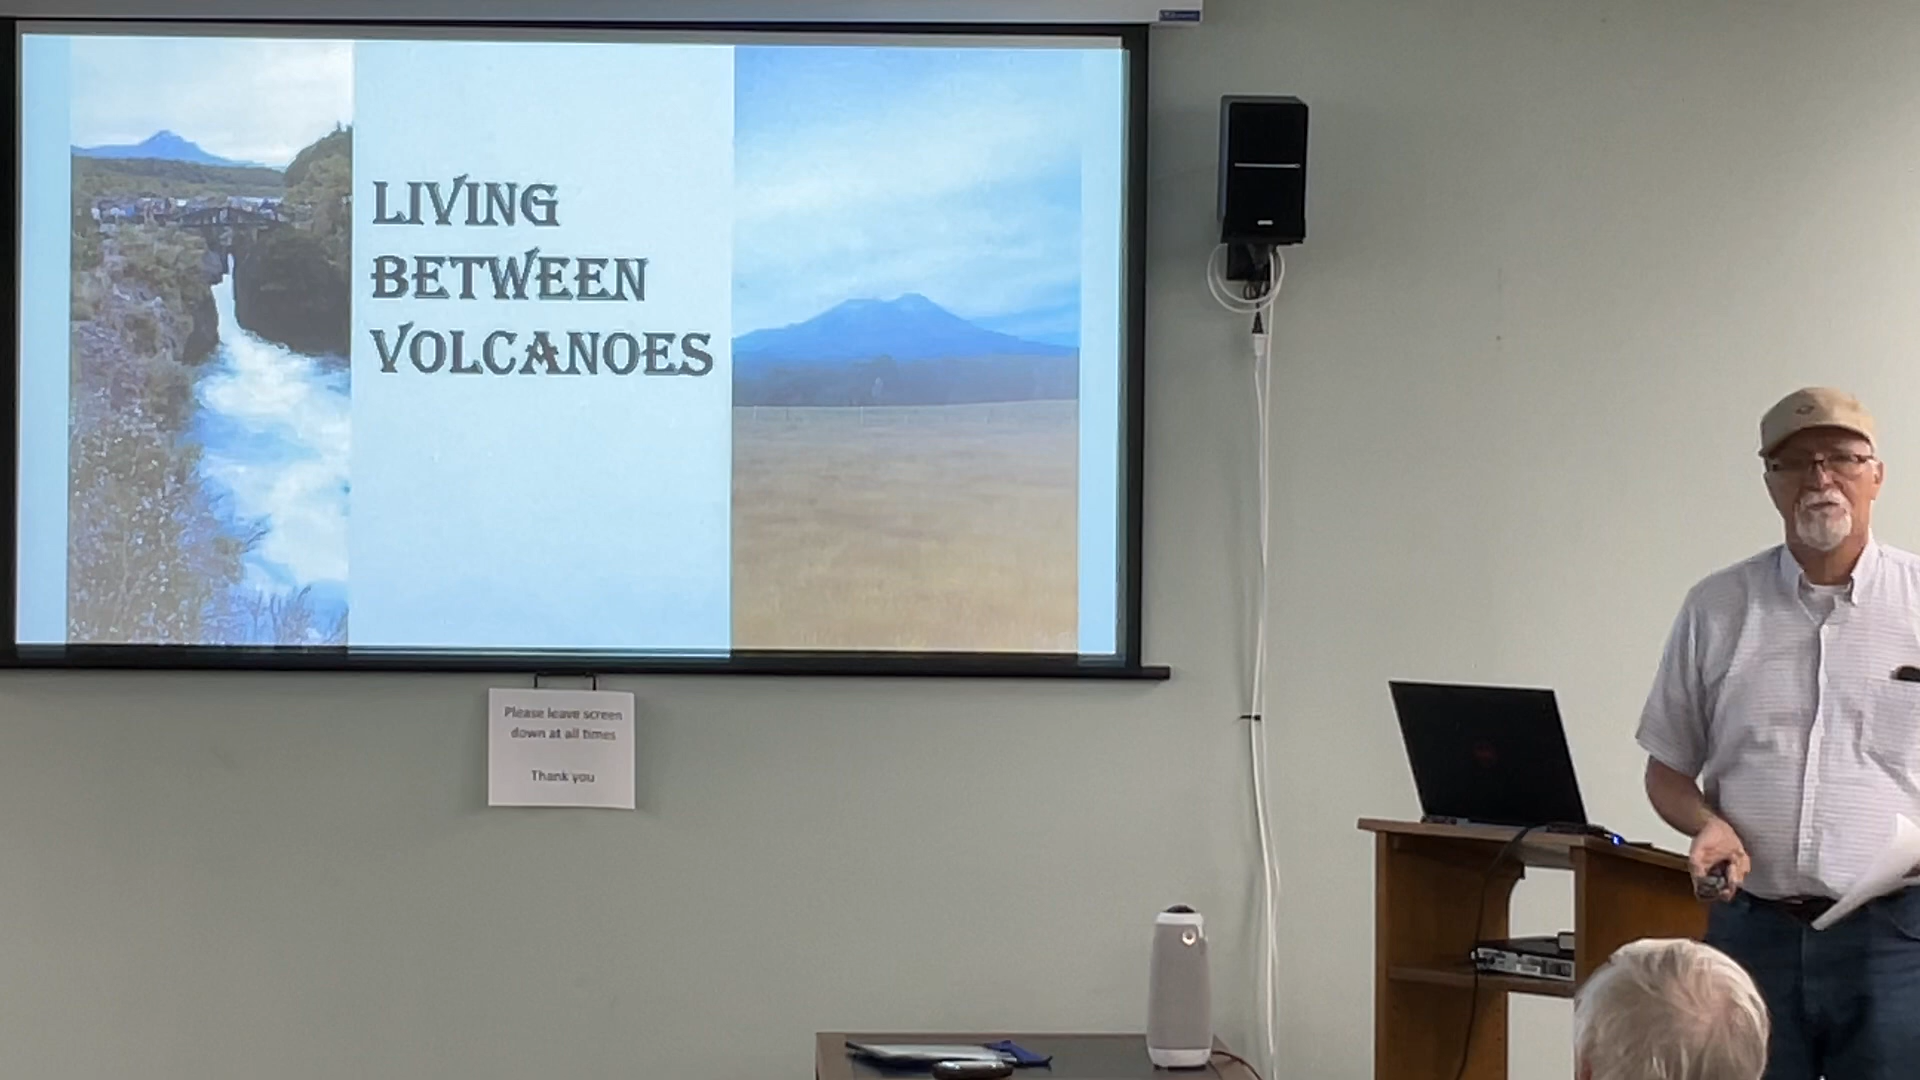 LIVING
BETWEEN
VOLCANOES
Please leave screen
down at all times
Thank you